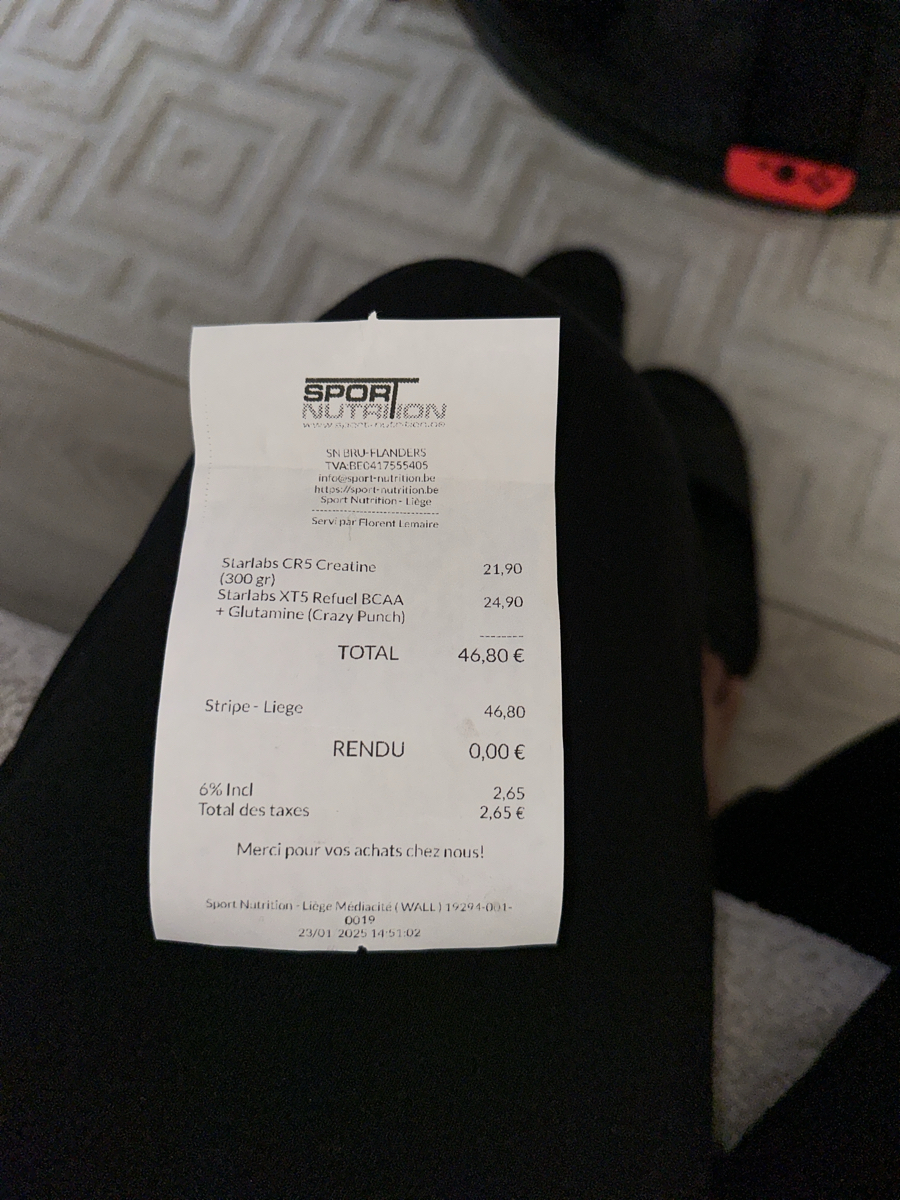 SPORT
NUTRITION
www.sport-nutrition.be
SN BRU-FLANDERS
TVA:BE0417555405
info@sport-nutrition.be
https://sport-nutrition.be
Sport Nutrition - Liège
Servi par Florent Lemaire
Starlabs CR5 Creatine 21,90
(300 gr)
Starlabs XT5 Refuel BCAA 24,90
+ Glutamine (Crazy Punch)
TOTAL 46,80 €
Stripe - Liege 46,80
RENDU 0,00 €
6% Incl 2,65
Total des taxes 2,65 €
Merci pour vos achats chez nous!
Sport Nutrition - Liège Médiacité ( WALL ) 19294-001-
0019
23/01 2025 14:51:02